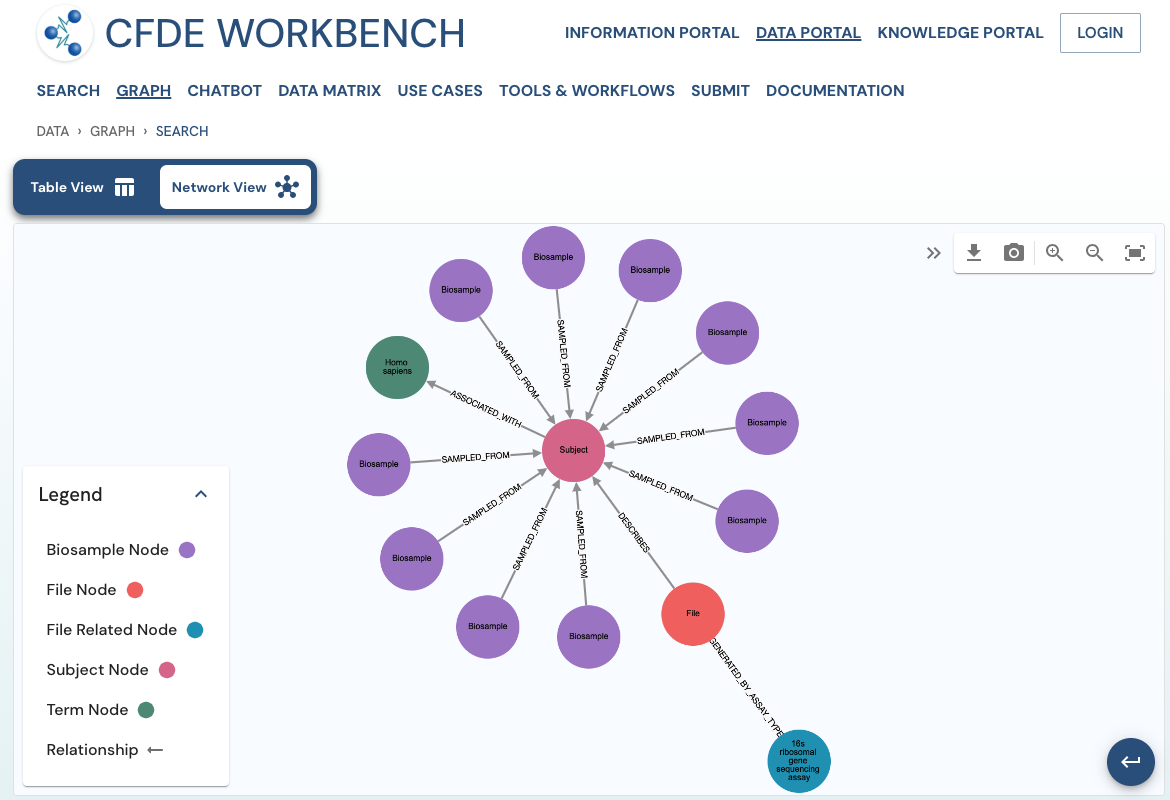 CFDE WORKBENCH
INFORMATION PORTAL DATA PORTAL KNOWLEDGE PORTAL LOGIN
SEARCH GRAPH CHATBOT DATA MATRIX USE CASES TOOLS & WORKFLOWS SUBMIT DOCUMENTATION
DATA › GRAPH › SEARCH
Table View Network View
Biosample
Biosample
Biosample
Biosample
Biosample
Biosample
Biosample
Biosample
Biosample
Biosample
Homo
sapiens
Subject
File
16s
ribosomal
gene
sequencing
assay
SAMPLED_FROM
SAMPLED_FROM
SAMPLED_FROM
SAMPLED_FROM
SAMPLED_FROM
SAMPLED_FROM
SAMPLED_FROM
SAMPLED_FROM
SAMPLED_FROM
SAMPLED_FROM
ASSOCIATED_WITH
DESCRIBES
GENERATED_BY_ASSAY_TYPE
Legend
Biosample Node
File Node
File Related Node
Subject Node
Term Node
Relationship